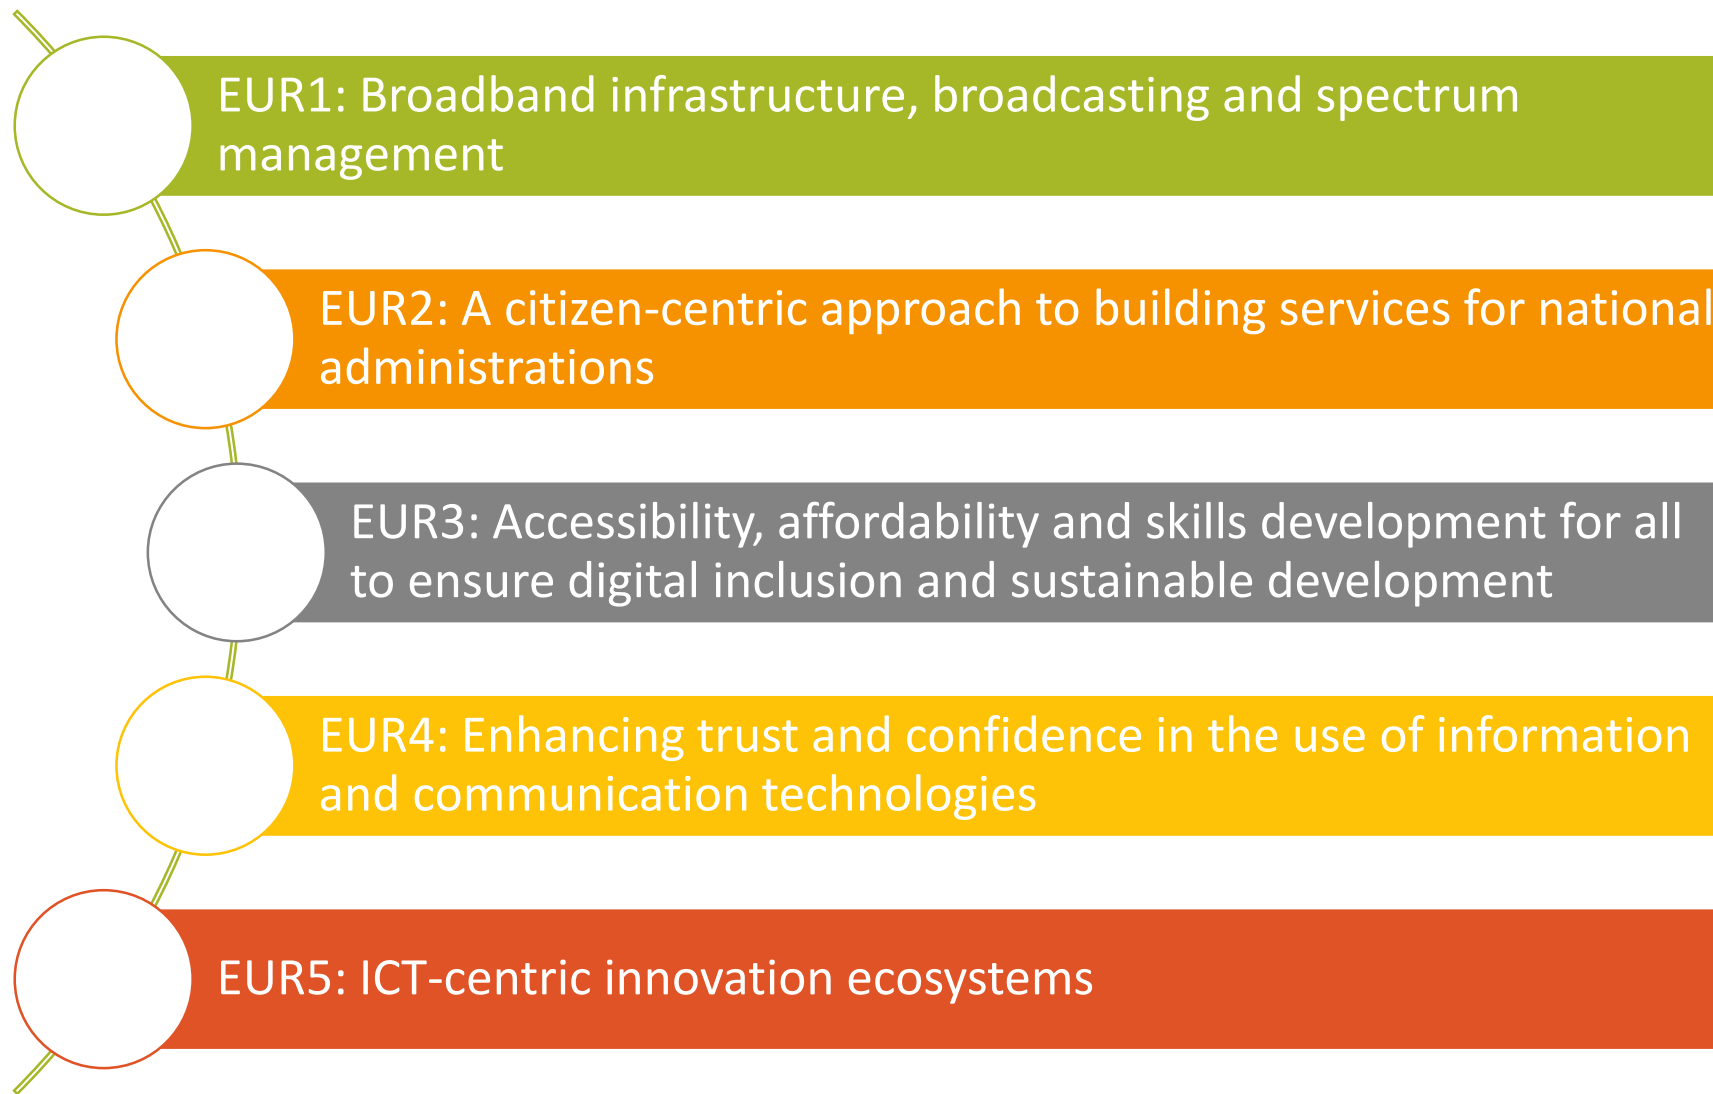 EUR1: Broadband infrastructure, broadcasting and spectrum
management
EUR2: A citizen-centric approach to building services for national
administrations
EUR3: Accessibility, affordability and skills development for all
to ensure digital inclusion and sustainable development
EUR4: Enhancing trust and confidence in the use of information
and communication technologies
EUR5: ICT-centric innovation ecosystems